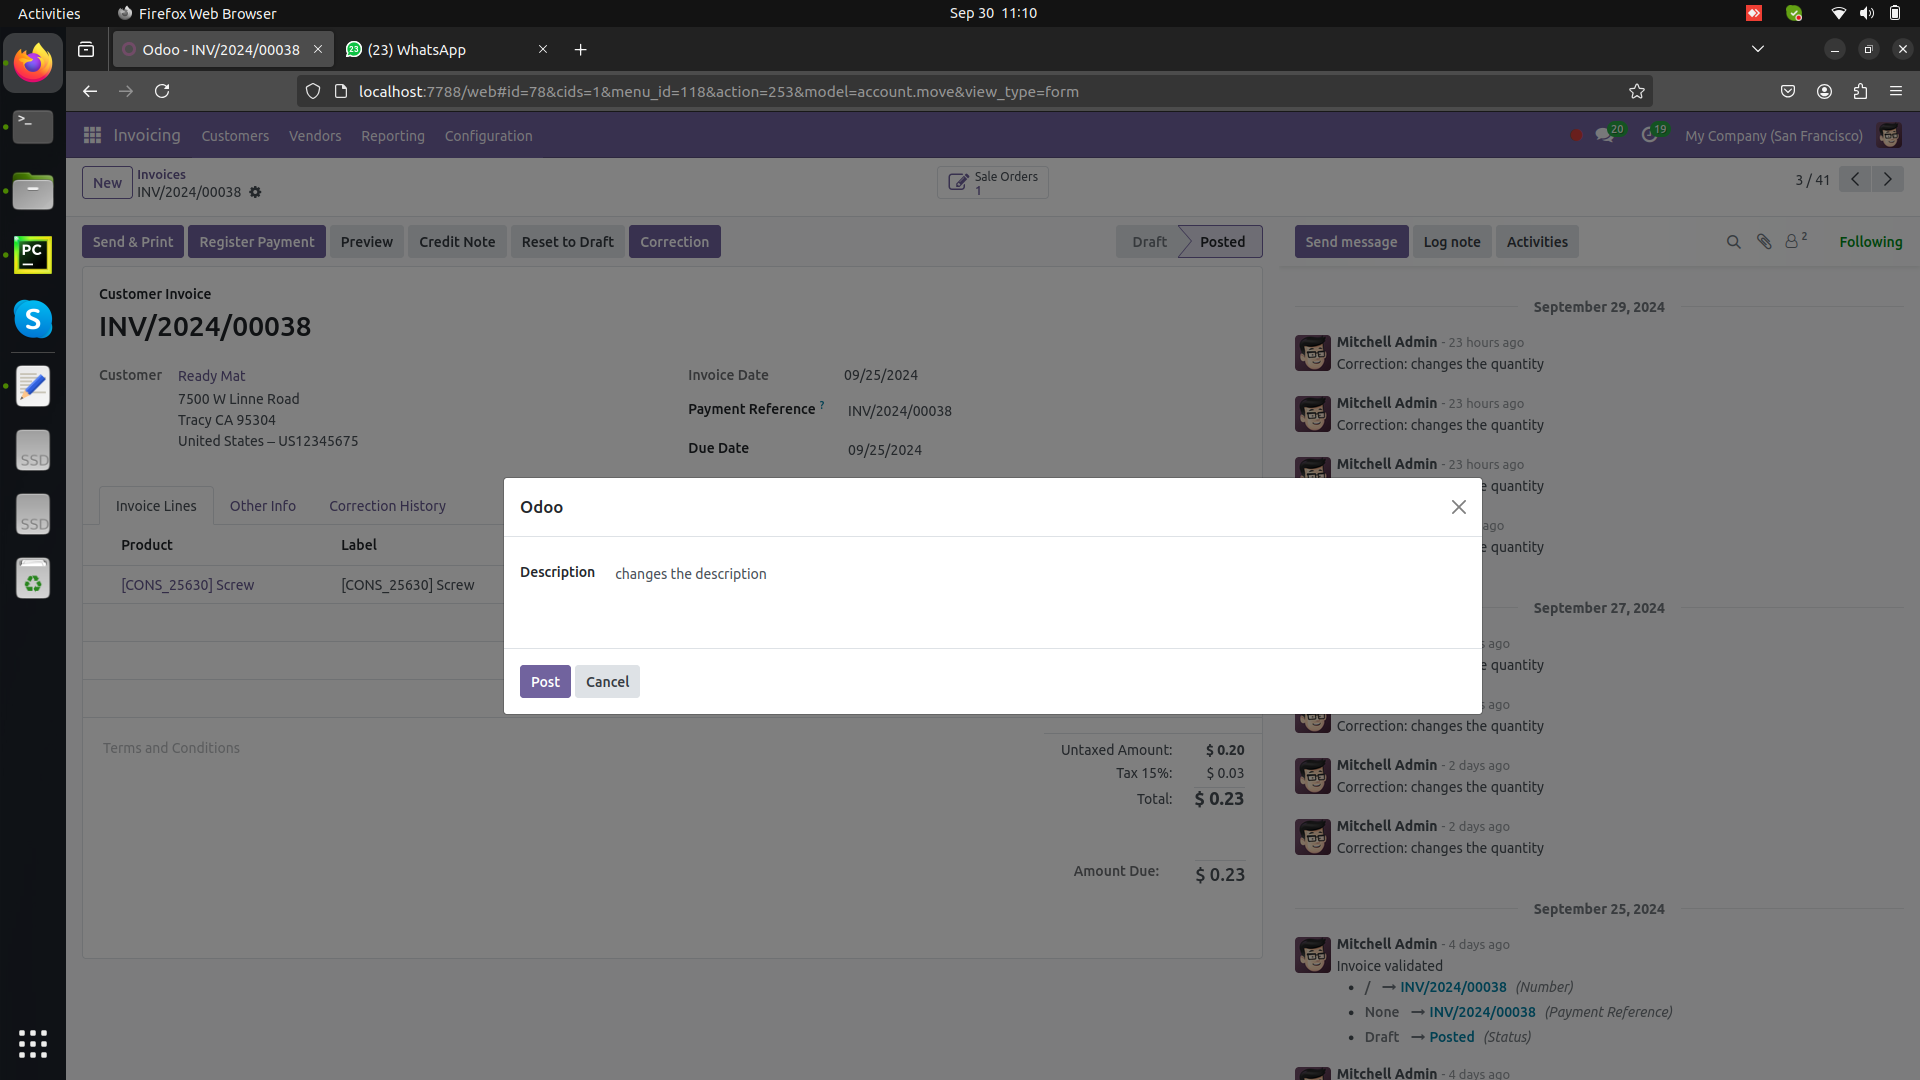 Activities
Firefox Web Browser
Sep 30 11:10
Odoo - INV/2024/00038
(23) WhatsApp
localhost:7788/web#id=78&cids=1&menu_id=118&action=253&model=account.move&view_type=form
Invoicing
Customers
Vendors
Reporting
Configuration
20
19
My Company (San Francisco)
New
Invoices
INV/2024/00038
Sale Orders
1
3 / 41
Send & Print
Register Payment
Preview
Credit Note
Reset to Draft
Correction
Draft
Posted
Send message
Log note
Activities
2
Following
Customer Invoice
INV/2024/00038
Customer
Ready Mat
7500 W Linne Road
Tracy CA 95304
United States – US12345675
Invoice Date
09/25/2024
Payment Reference ?
INV/2024/00038
Due Date
09/25/2024
Invoice Lines
Other Info
Correction History
Product
Label
[CONS_25630] Screw
[CONS_25630] Screw
Odoo
Description
changes the description
Post
Cancel
Terms and Conditions
Untaxed Amount:
$ 0.20
Tax 15%:
$ 0.03
Total:
$ 0.23
Amount Due:
$ 0.23
September 29, 2024
Mitchell Admin - 23 hours ago
Correction: changes the quantity
Mitchell Admin - 23 hours ago
Correction: changes the quantity
Mitchell Admin - 23 hours ago
quantity
ago
quantity
September 27, 2024
ago
quantity
ago
Correction: changes the quantity
Mitchell Admin - 2 days ago
Correction: changes the quantity
Mitchell Admin - 2 days ago
Correction: changes the quantity
September 25, 2024
Mitchell Admin - 4 days ago
Invoice validated
• / → INV/2024/00038 (Number)
• None → INV/2024/00038 (Payment Reference)
• Draft → Posted (Status)
Mitchell Admin - 4 days ago
PC
S
SSD
SSD